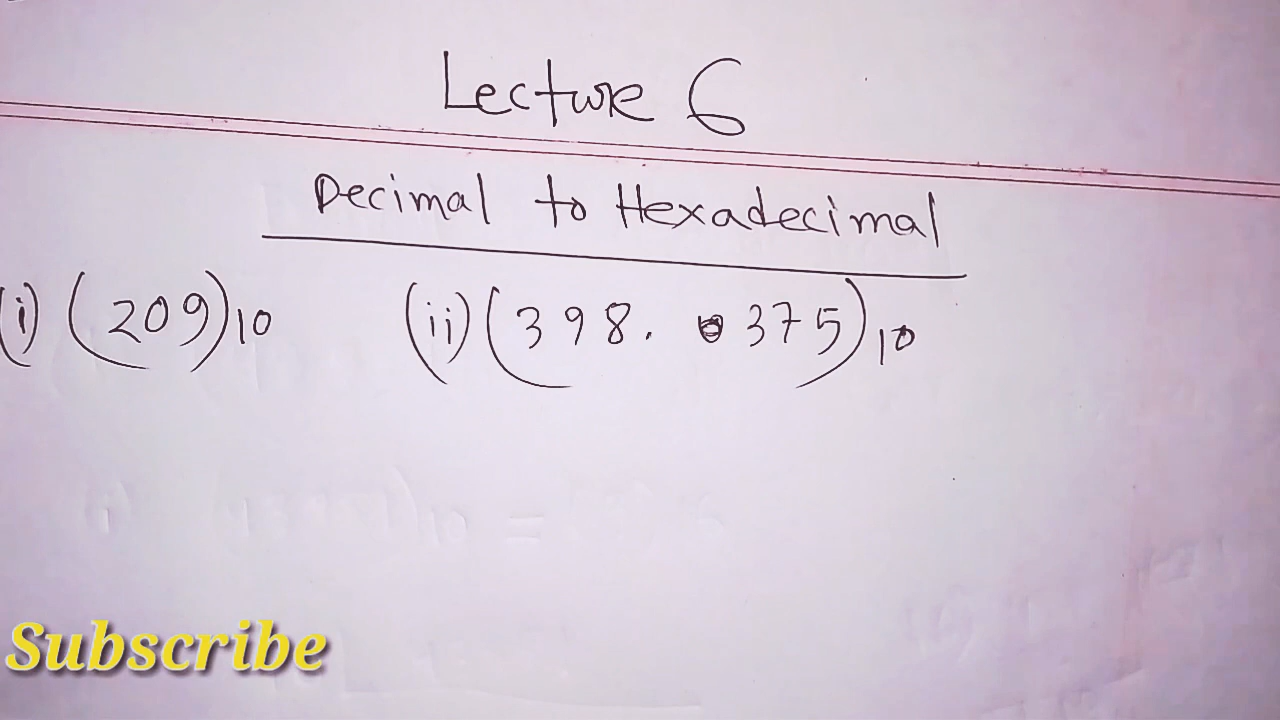 Lecture 6
Decimal to Hexadecimal
(i) (209)10 (ii) (398. 375)10
Subscribe